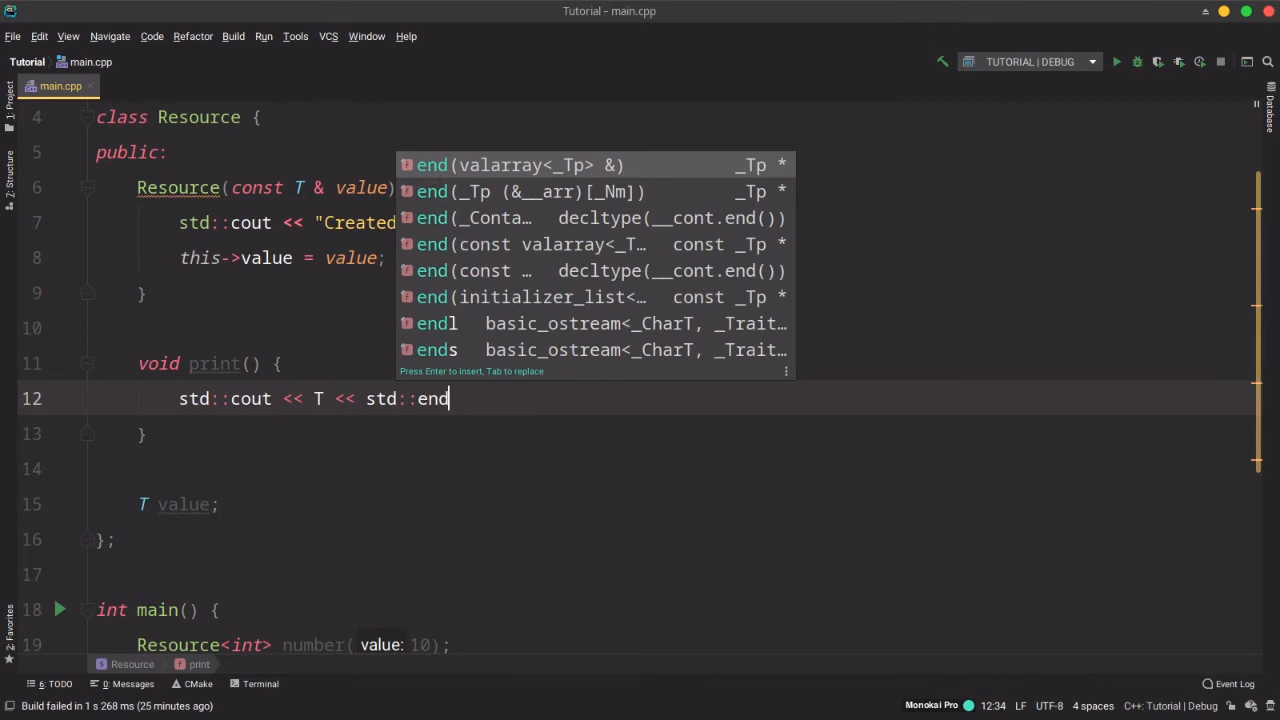 Tutorial – main.cpp
File Edit View Navigate Code Refactor Build Run Tools VCS Window Help
Tutorial main.cpp TUTORIAL | DEBUG
main.cpp
1: Project
7: Structure
2: Favorites
Database
4 class Resource {
5 public:
6 Resource(const T & value)
7 std::cout << "Created
8 this->value = value;
9 }
10
11 void print() {
12 std::cout << T << std::end
13 }
14
15 T value;
16 };
17
18 int main() {
19 Resource<int> number( value: 10);
end(valarray<_Tp> &) _Tp *
end(_Tp (&__arr)[_Nm]) _Tp *
end(_Conta… decltype(__cont.end())
end(const valarray<_T… const _Tp *
end(const … decltype(__cont.end())
end(initializer_list<… const _Tp *
endl basic_ostream<_CharT, _Trait…
ends basic_ostream<_CharT, _Trait…
Press Enter to insert, Tab to replace
Resource print
6: TODO 0: Messages CMake Terminal Event Log
Build failed in 1 s 268 ms (25 minutes ago) Monokai Pro 12:34 LF UTF-8 4 spaces C++: Tutorial | Debug